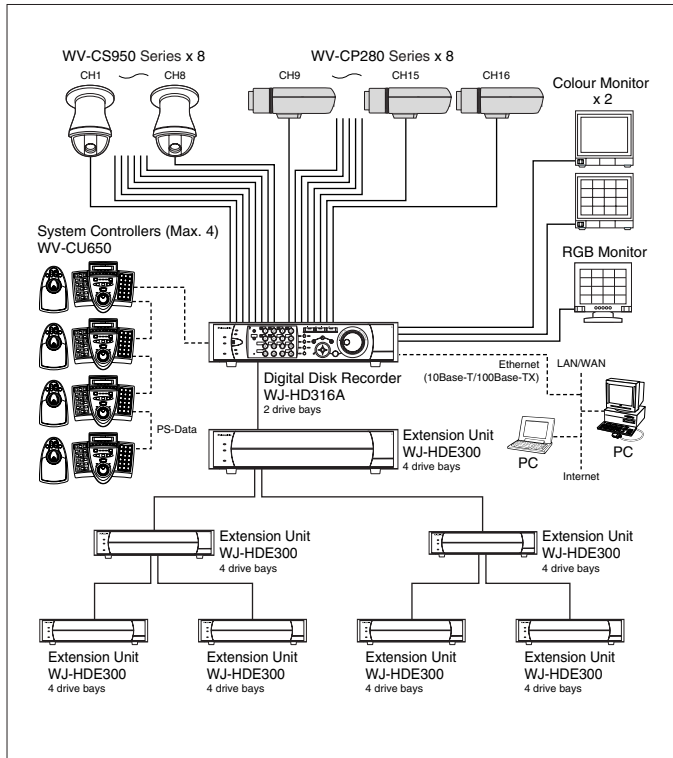 WV-CS950 Series x 8
WV-CP280 Series x 8
CH1
CH8
CH9
CH15
CH16
Colour Monitor
x 2
System Controllers (Max. 4)
WV-CU650
RGB Monitor
Digital Disk Recorder
WJ-HD316A
2 drive bays
Ethernet
(10Base-T/100Base-TX)
LAN/WAN
PS-Data
Extension Unit
WJ-HDE300
4 drive bays
PC
PC
Internet
Extension Unit
WJ-HDE300
4 drive bays
Extension Unit
WJ-HDE300
4 drive bays
Extension Unit
WJ-HDE300
4 drive bays
Extension Unit
WJ-HDE300
4 drive bays
Extension Unit
WJ-HDE300
4 drive bays
Extension Unit
WJ-HDE300
4 drive bays